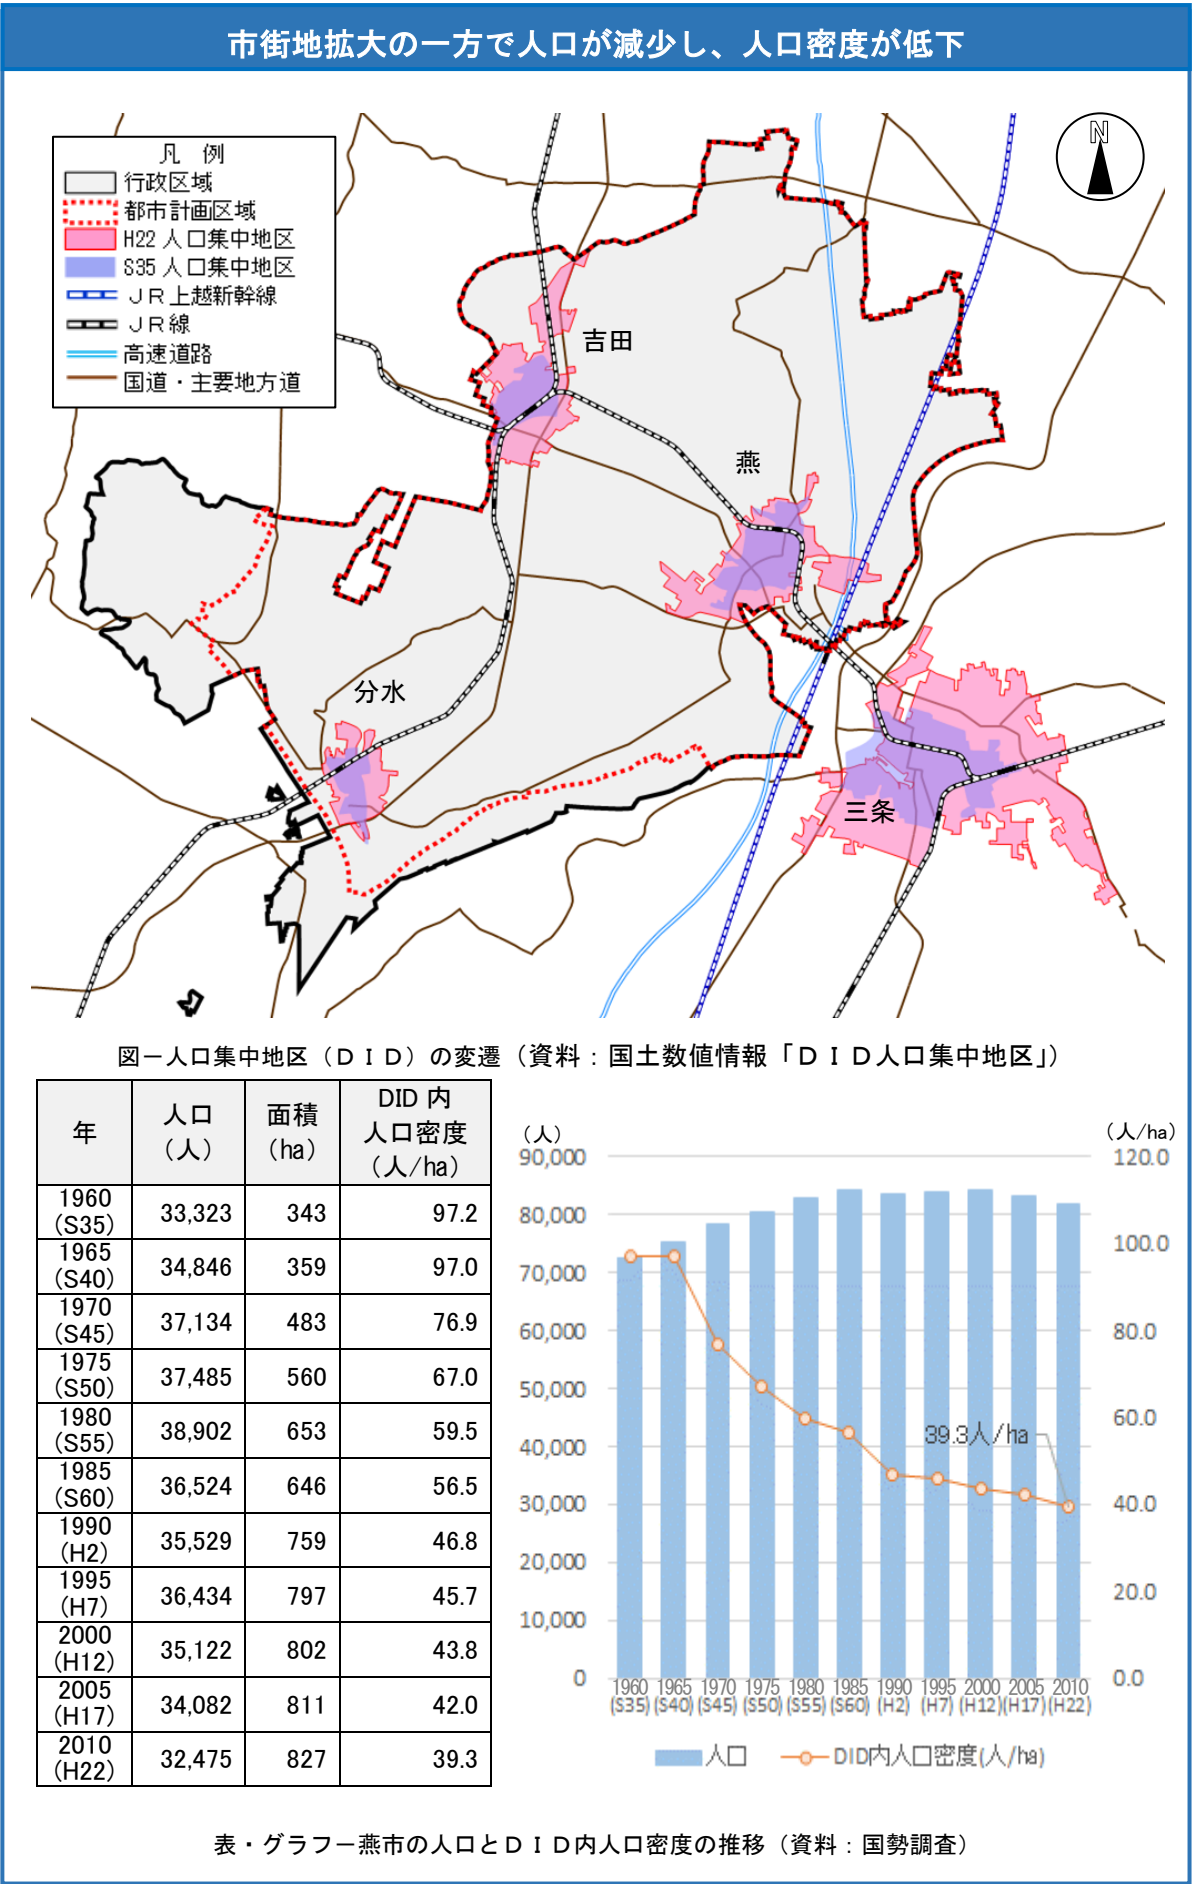 市街地拡大の一方で人口が減少し、人口密度が低下
N
凡 例
行政区域
都市計画区域
H22 人口集中地区
S35 人口集中地区
JR上越新幹線
JR線
高速道路
国道・主要地方道
吉田
燕
分水
三条
図－人口集中地区（ＤＩＤ）の変遷（資料：国土数値情報「ＤＩＤ人口集中地区」）
年 人口（人） 面積（ha） DID 内人口密度（人/ha）
1960（S35） 33,323 343 97.2
1965（S40） 34,846 359 97.0
1970（S45） 37,134 483 76.9
1975（S50） 37,485 560 67.0
1980（S55） 38,902 653 59.5
1985（S60） 36,524 646 56.5
1990（H2） 35,529 759 46.8
1995（H7） 36,434 797 45.7
2000（H12） 35,122 802 43.8
2005（H17） 34,082 811 42.0
2010（H22） 32,475 827 39.3
（人） （人/ha）
90,000 120.0
80,000
100.0
70,000
60,000 80.0
50,000
60.0
39.3人/ha
40,000
30,000 40.0
20,000
20.0
10,000
0 0.0
1960 1965 1970 1975 1980 1985 1990 1995 2000 2005 2010
(S35) (S40) (S45) (S50) (S55) (S60) (H2) (H7) (H12) (H17) (H22)
人口 DID内人口密度(人/ha)
表・グラフ－燕市の人口とＤＩＤ内人口密度の推移（資料：国勢調査）